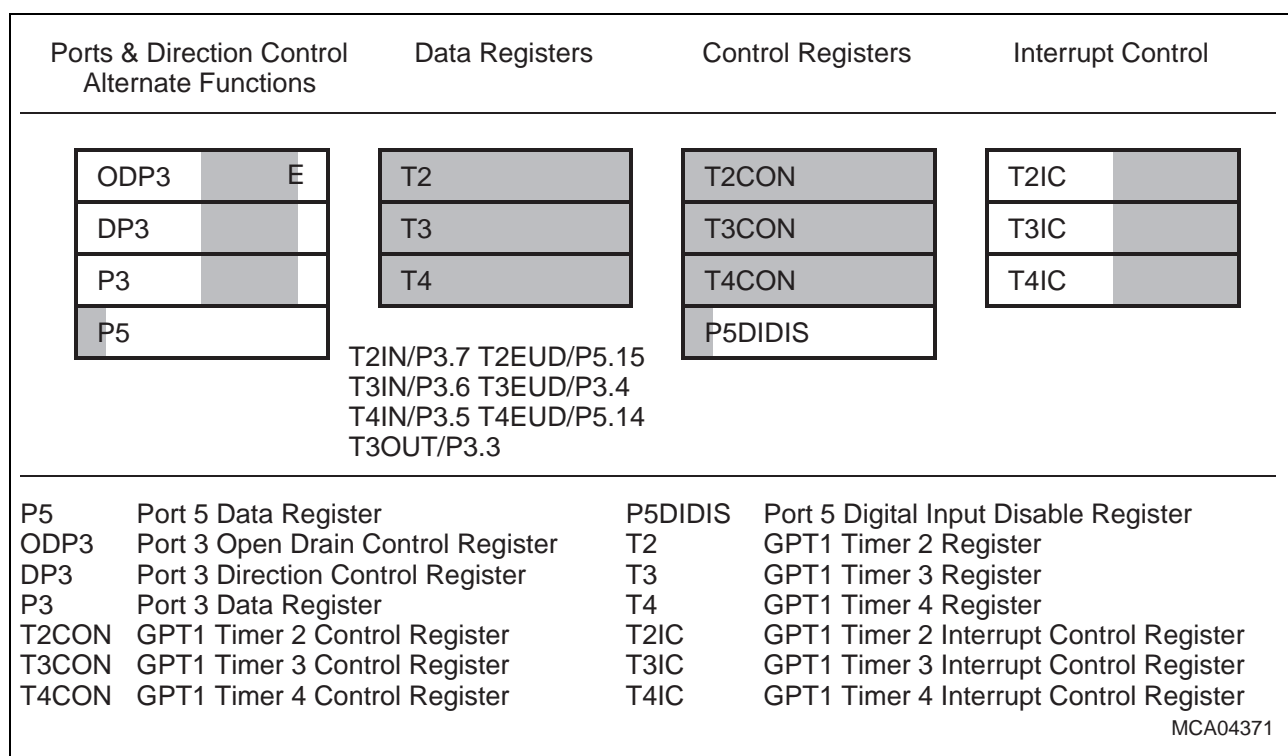 Ports & Direction Control Alternate Functions
Data Registers
Control Registers
Interrupt Control
ODP3 E
DP3
P3
P5
T2
T3
T4
T2CON
T3CON
T4CON
P5DIDIS
T2IC
T3IC
T4IC
T2IN/P3.7 T2EUD/P5.15
T3IN/P3.6 T3EUD/P3.4
T4IN/P3.5 T4EUD/P5.14
T3OUT/P3.3
P5 Port 5 Data Register
ODP3 Port 3 Open Drain Control Register
DP3 Port 3 Direction Control Register
P3 Port 3 Data Register
T2CON GPT1 Timer 2 Control Register
T3CON GPT1 Timer 3 Control Register
T4CON GPT1 Timer 4 Control Register
P5DIDIS Port 5 Digital Input Disable Register
T2 GPT1 Timer 2 Register
T3 GPT1 Timer 3 Register
T4 GPT1 Timer 4 Register
T2IC GPT1 Timer 2 Interrupt Control Register
T3IC GPT1 Timer 3 Interrupt Control Register
T4IC GPT1 Timer 4 Interrupt Control Register
MCA04371